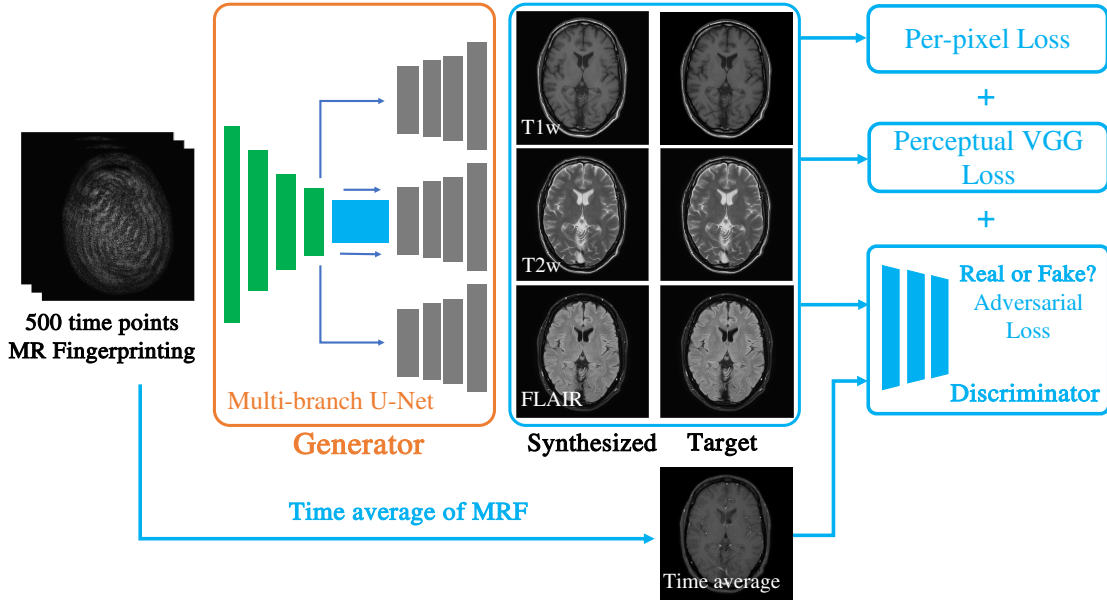 500 time points
MR Fingerprinting
Multi-branch U-Net
Generator
T1w
T2w
FLAIR
Synthesized
Target
Per-pixel Loss
+
Perceptual VGG
Loss
+
Real or Fake?
Adversarial
Loss
Discriminator
Time average of MRF
Time average